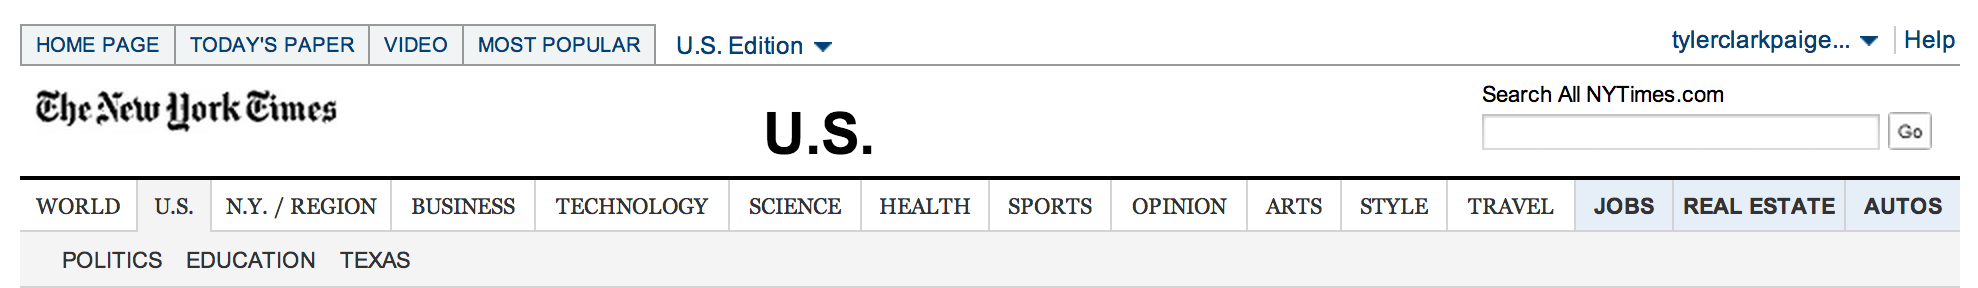 HOME PAGE TODAY'S PAPER VIDEO MOST POPULAR U.S. Edition tylerclarkpaige... Help
The New York Times U.S. Search All NYTimes.com
Go
WORLD U.S. N.Y. / REGION BUSINESS TECHNOLOGY SCIENCE HEALTH SPORTS OPINION ARTS STYLE TRAVEL JOBS REAL ESTATE AUTOS
POLITICS EDUCATION TEXAS